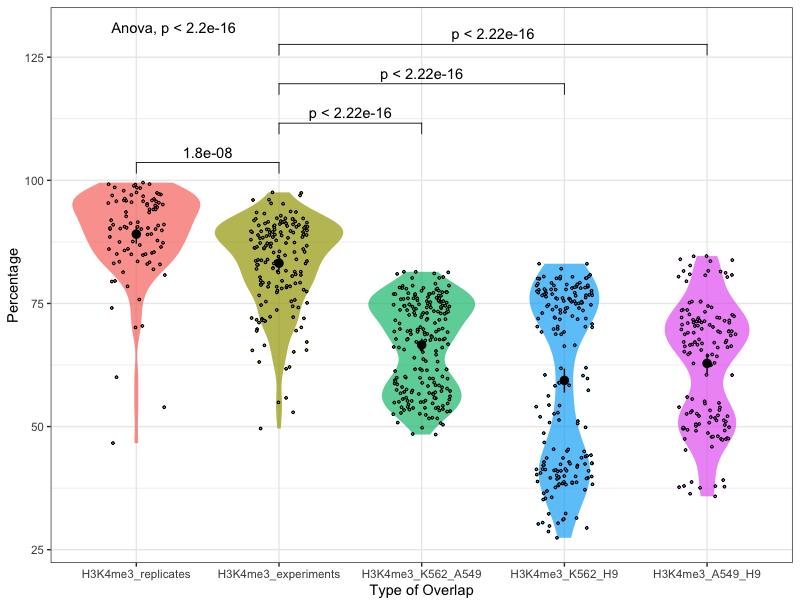 Anova, p < 2.2e-16
p < 2.22e-16
p < 2.22e-16
p < 2.22e-16
1.8e-08
125
100
75
50
25
Percentage
H3K4me3_replicates H3K4me3_experiments H3K4me3_K562_A549 H3K4me3_K562_H9 H3K4me3_A549_H9
Type of Overlap